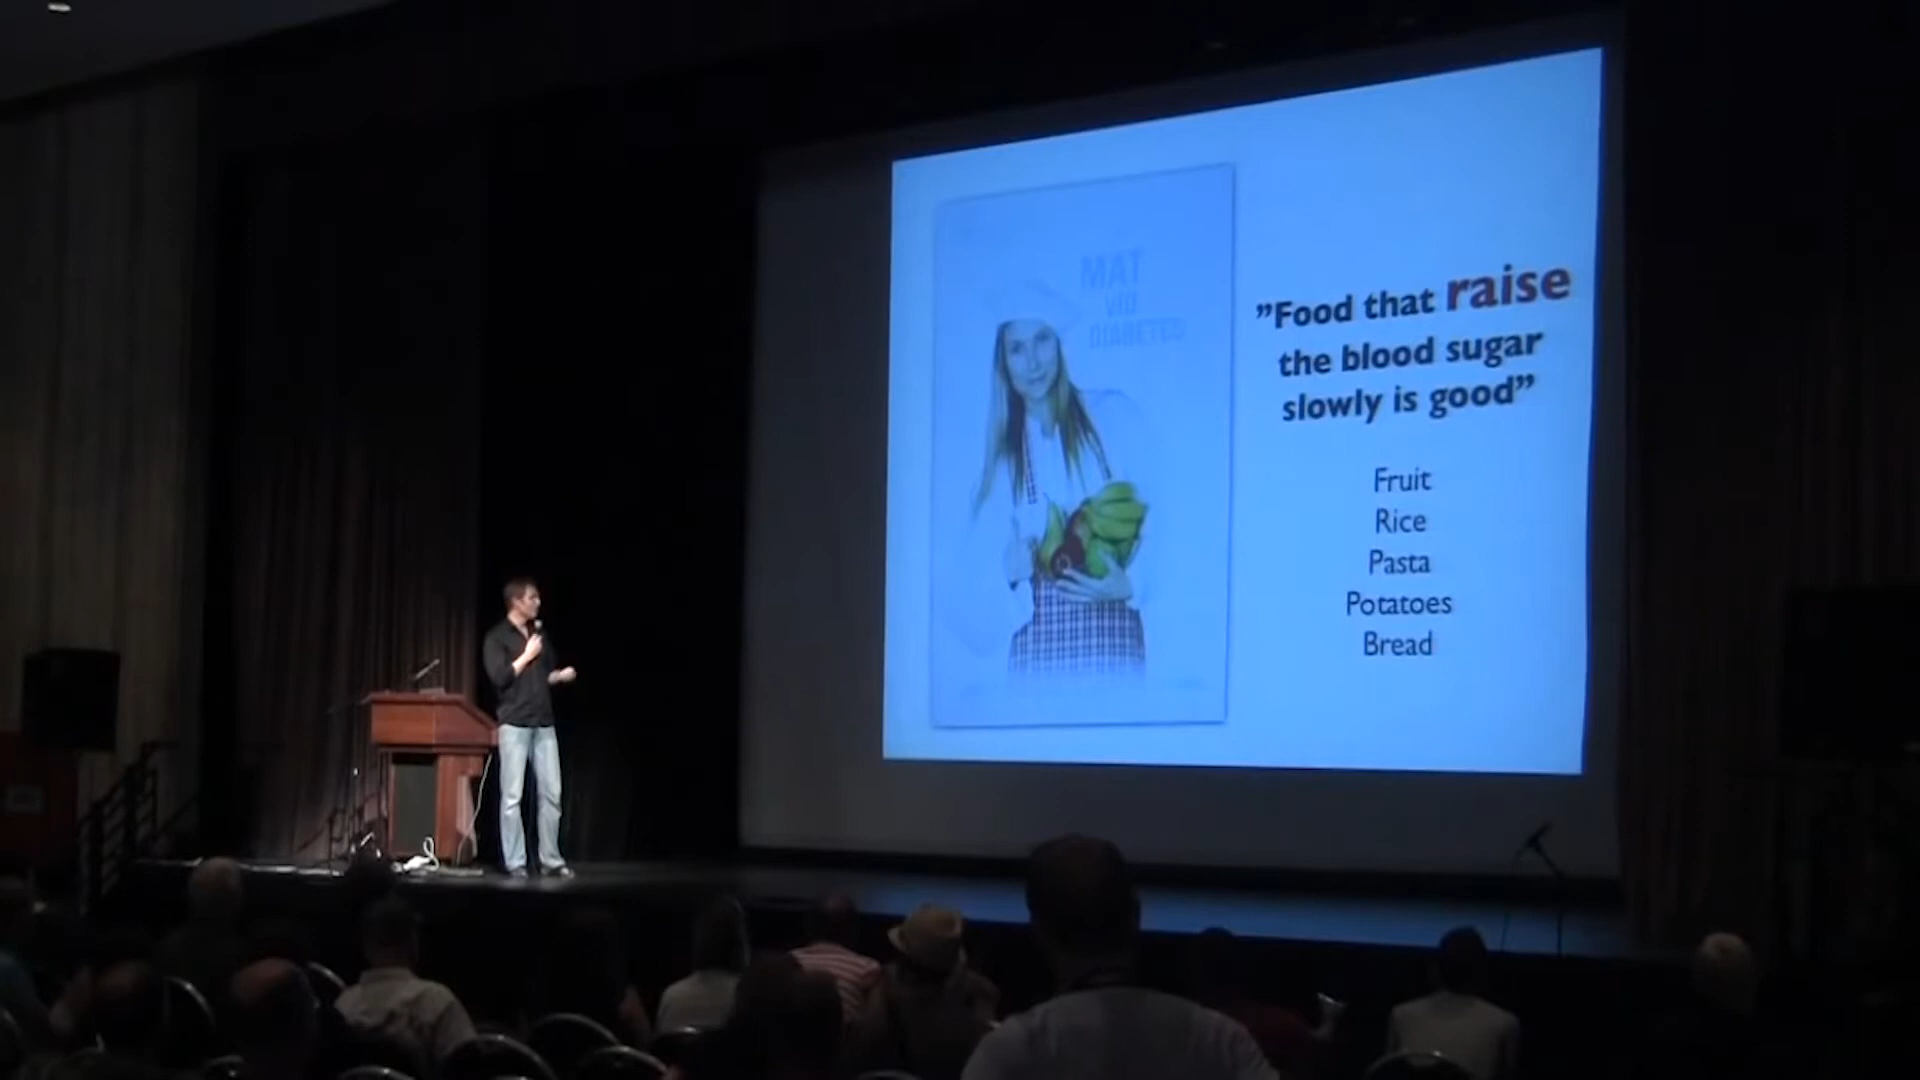 MAT
VID
DIABETES
”Food that raise
the blood sugar
slowly is good”
Fruit
Rice
Pasta
Potatoes
Bread